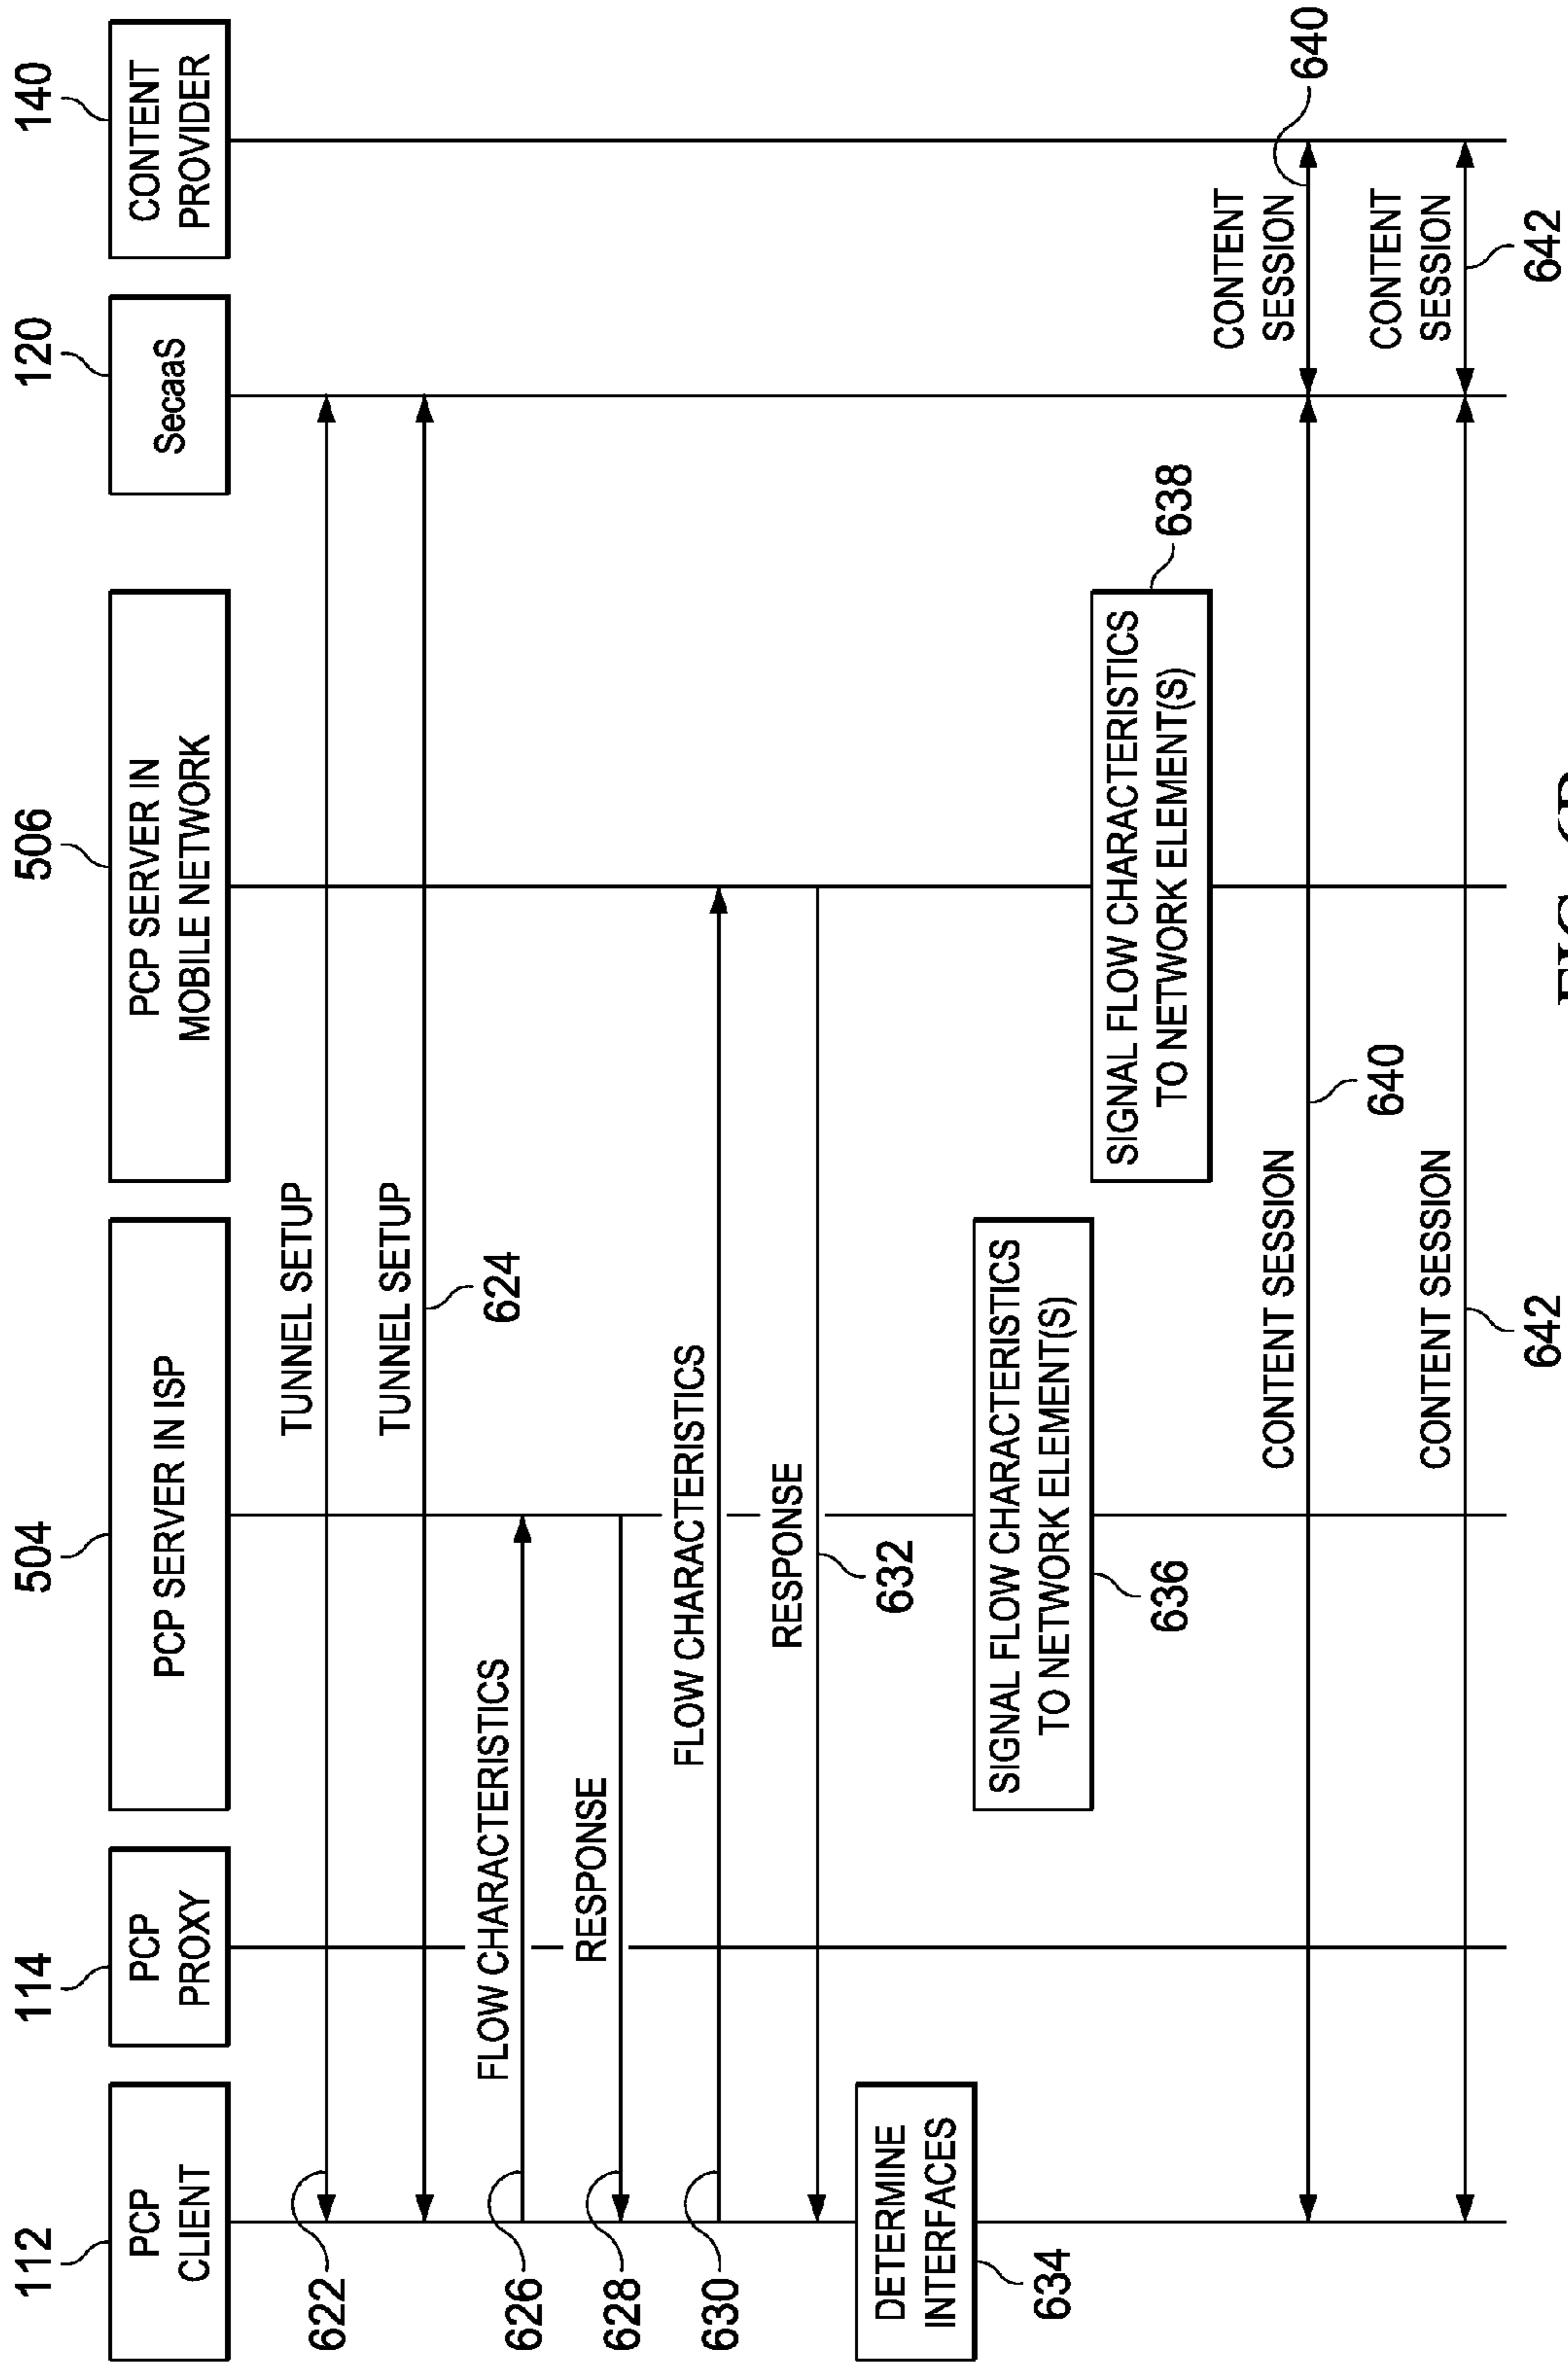 112
PCP
CLIENT
114
PCP
PROXY
504
PCP SERVER IN ISP
506
PCP SERVER IN
MOBILE NETWORK
120
SecaaS
140
CONTENT
PROVIDER
622
TUNNEL SETUP
TUNNEL SETUP
624
626
FLOW CHARACTERISTICS
628
RESPONSE
630
FLOW CHARACTERISTICS
RESPONSE
632
DETERMINE
INTERFACES
634
SIGNAL FLOW CHARACTERISTICS
TO NETWORK ELEMENT(S)
636
SIGNAL FLOW CHARACTERISTICS
TO NETWORK ELEMENT(S)
638
CONTENT SESSION
640
CONTENT
SESSION
640
CONTENT SESSION
642
CONTENT
SESSION
642